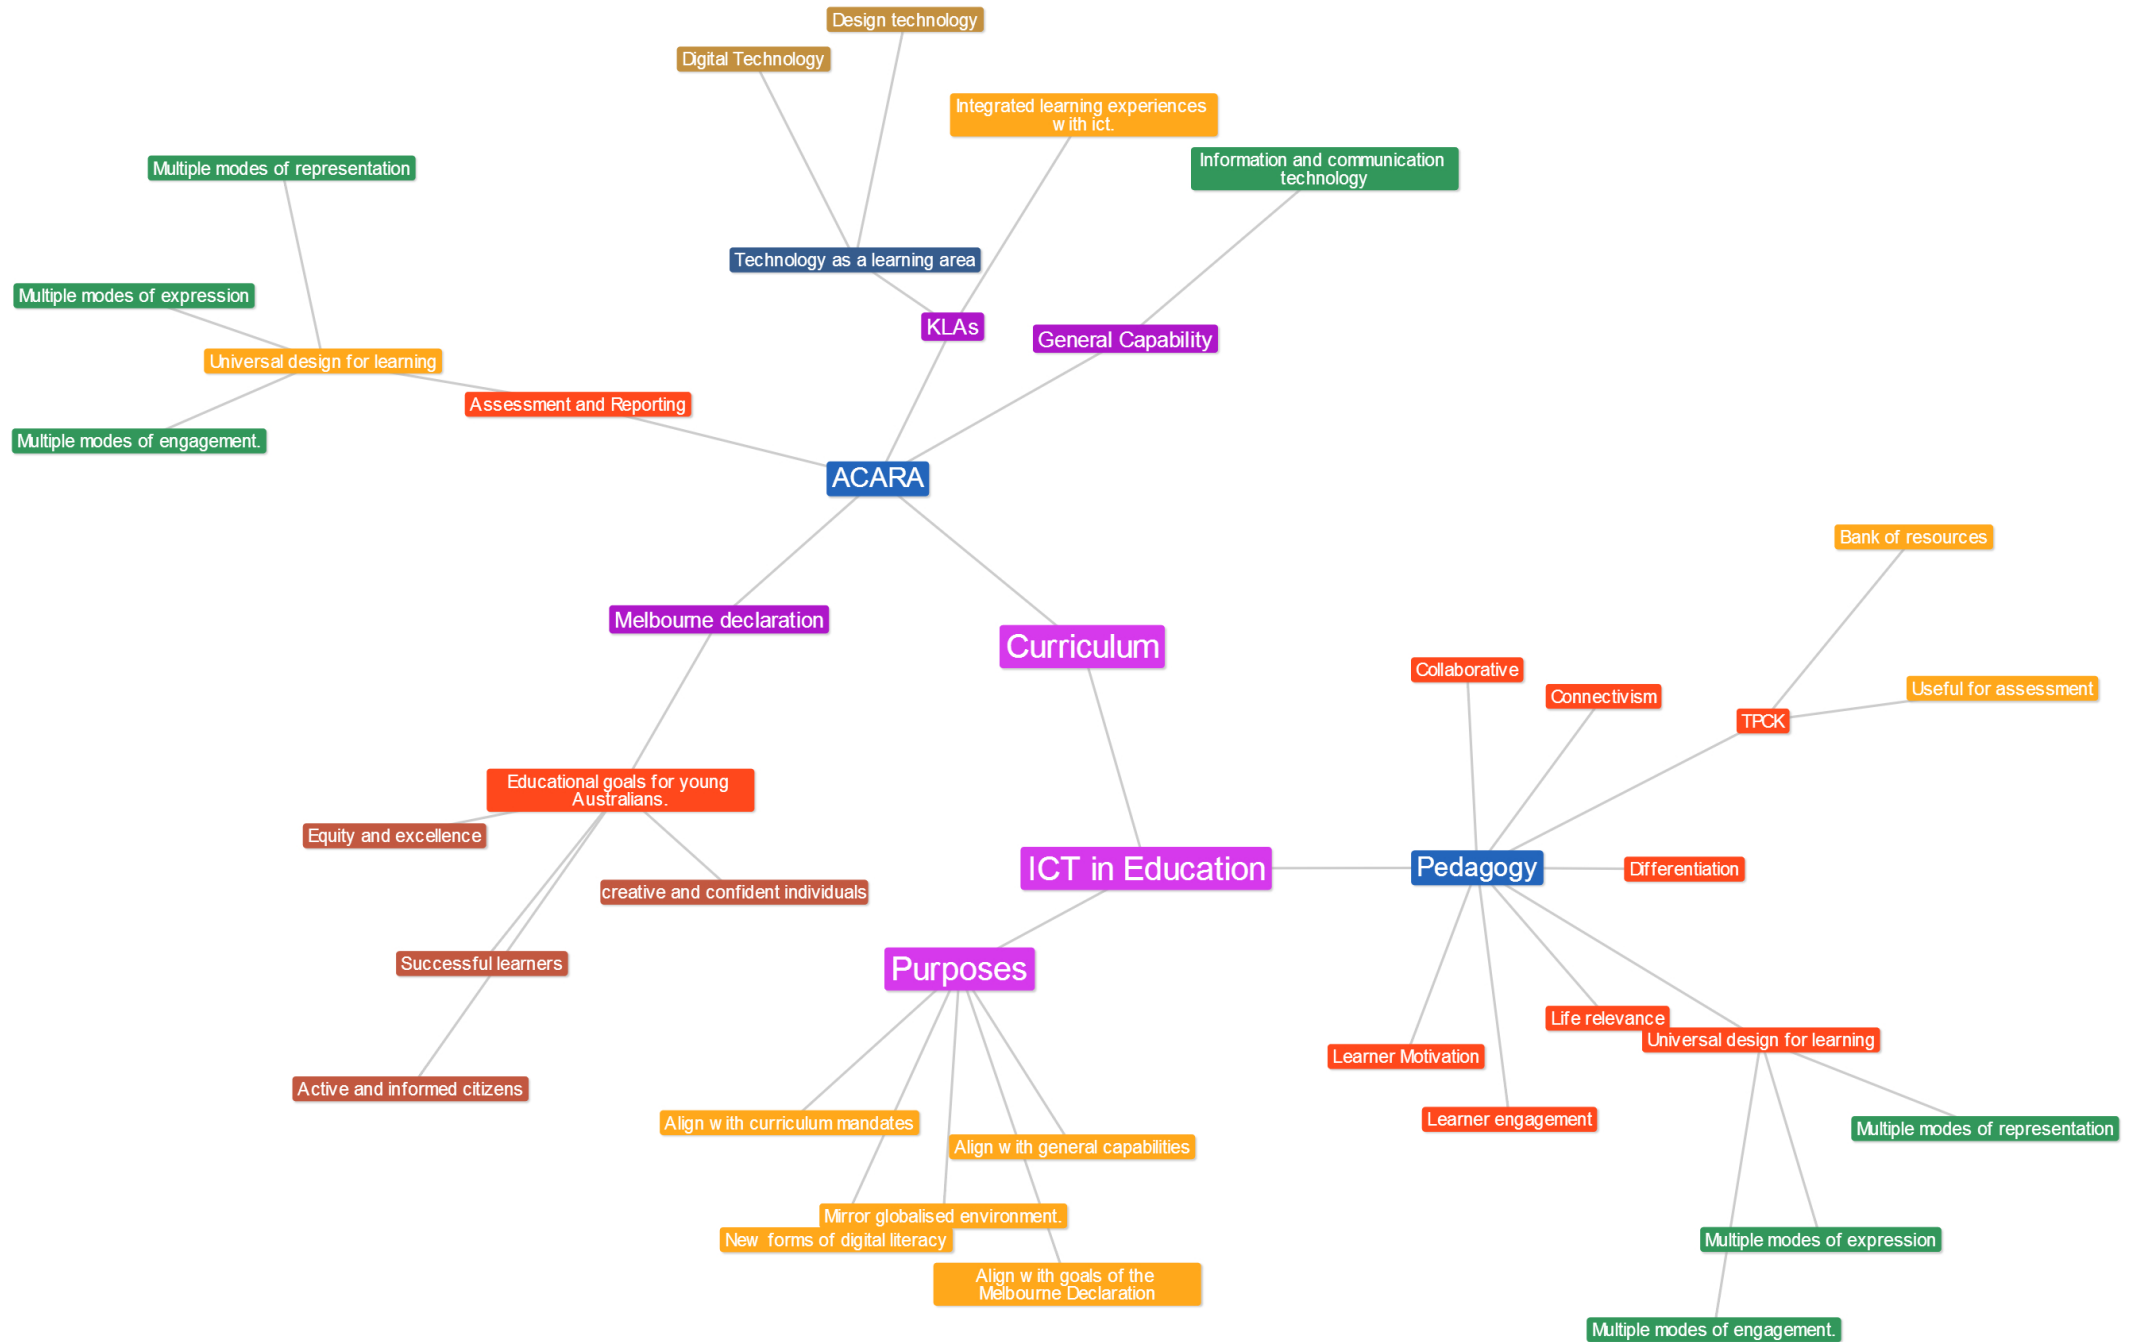 Design technology
Digital Technology
Integrated learning experiences
with ict.
Information and communication
technology
Multiple modes of representation
Technology as a learning area
Multiple modes of expression
KLAs
General Capability
Universal design for learning
Assessment and Reporting
Multiple modes of engagement.
ACARA
Bank of resources
Melbourne declaration
Curriculum
Collaborative
Connectivism
Useful for assessment
TPCK
Educational goals for young
Australians.
Equity and excellence
ICT in Education
Pedagogy
Differentiation
creative and confident individuals
Successful learners
Purposes
Life relevance
Universal design for learning
Learner Motivation
Active and informed citizens
Learner engagement
Align with curriculum mandates
Multiple modes of representation
Align with general capabilities
Mirror globalised environment.
New forms of digital literacy
Multiple modes of expression
Align with goals of the
Melbourne Declaration
Multiple modes of engagement.